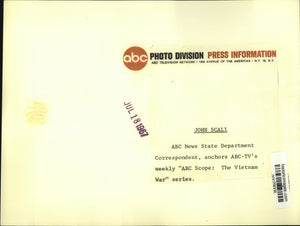 abc PHOTO DIVISION PRESS INFORMATION
ABC TELEVISION NETWORK / 1330 AVENUE OF THE AMERICAS • N.Y. 19, N.Y.
JUL 18 1967
JOHN SCALI
ABC News State Department
Correspondent, anchors ABC-TV's
weekly "ABC Scope: The Vietnam
War" series.